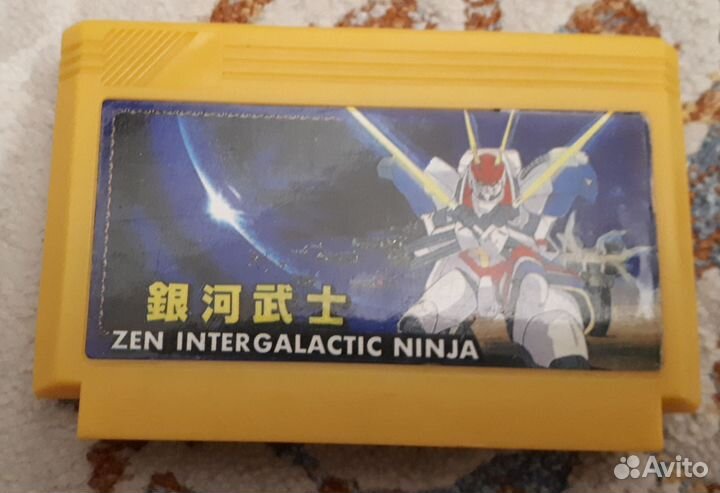 銀河武士
ZEN INTERGALACTIC NINJA
Avito